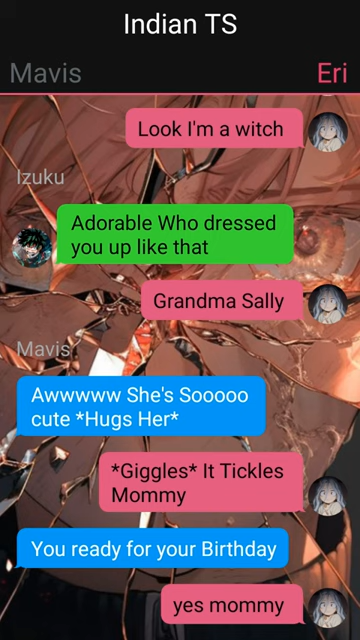 Indian TS
Mavis
Eri
Look I'm a witch
Izuku
Adorable Who dressed
you up like that
Grandma Sally
Mavis
Awwwww She's Sooooo
cute *Hugs Her*
*Giggles* It Tickles
Mommy
You ready for your Birthday
yes mommy